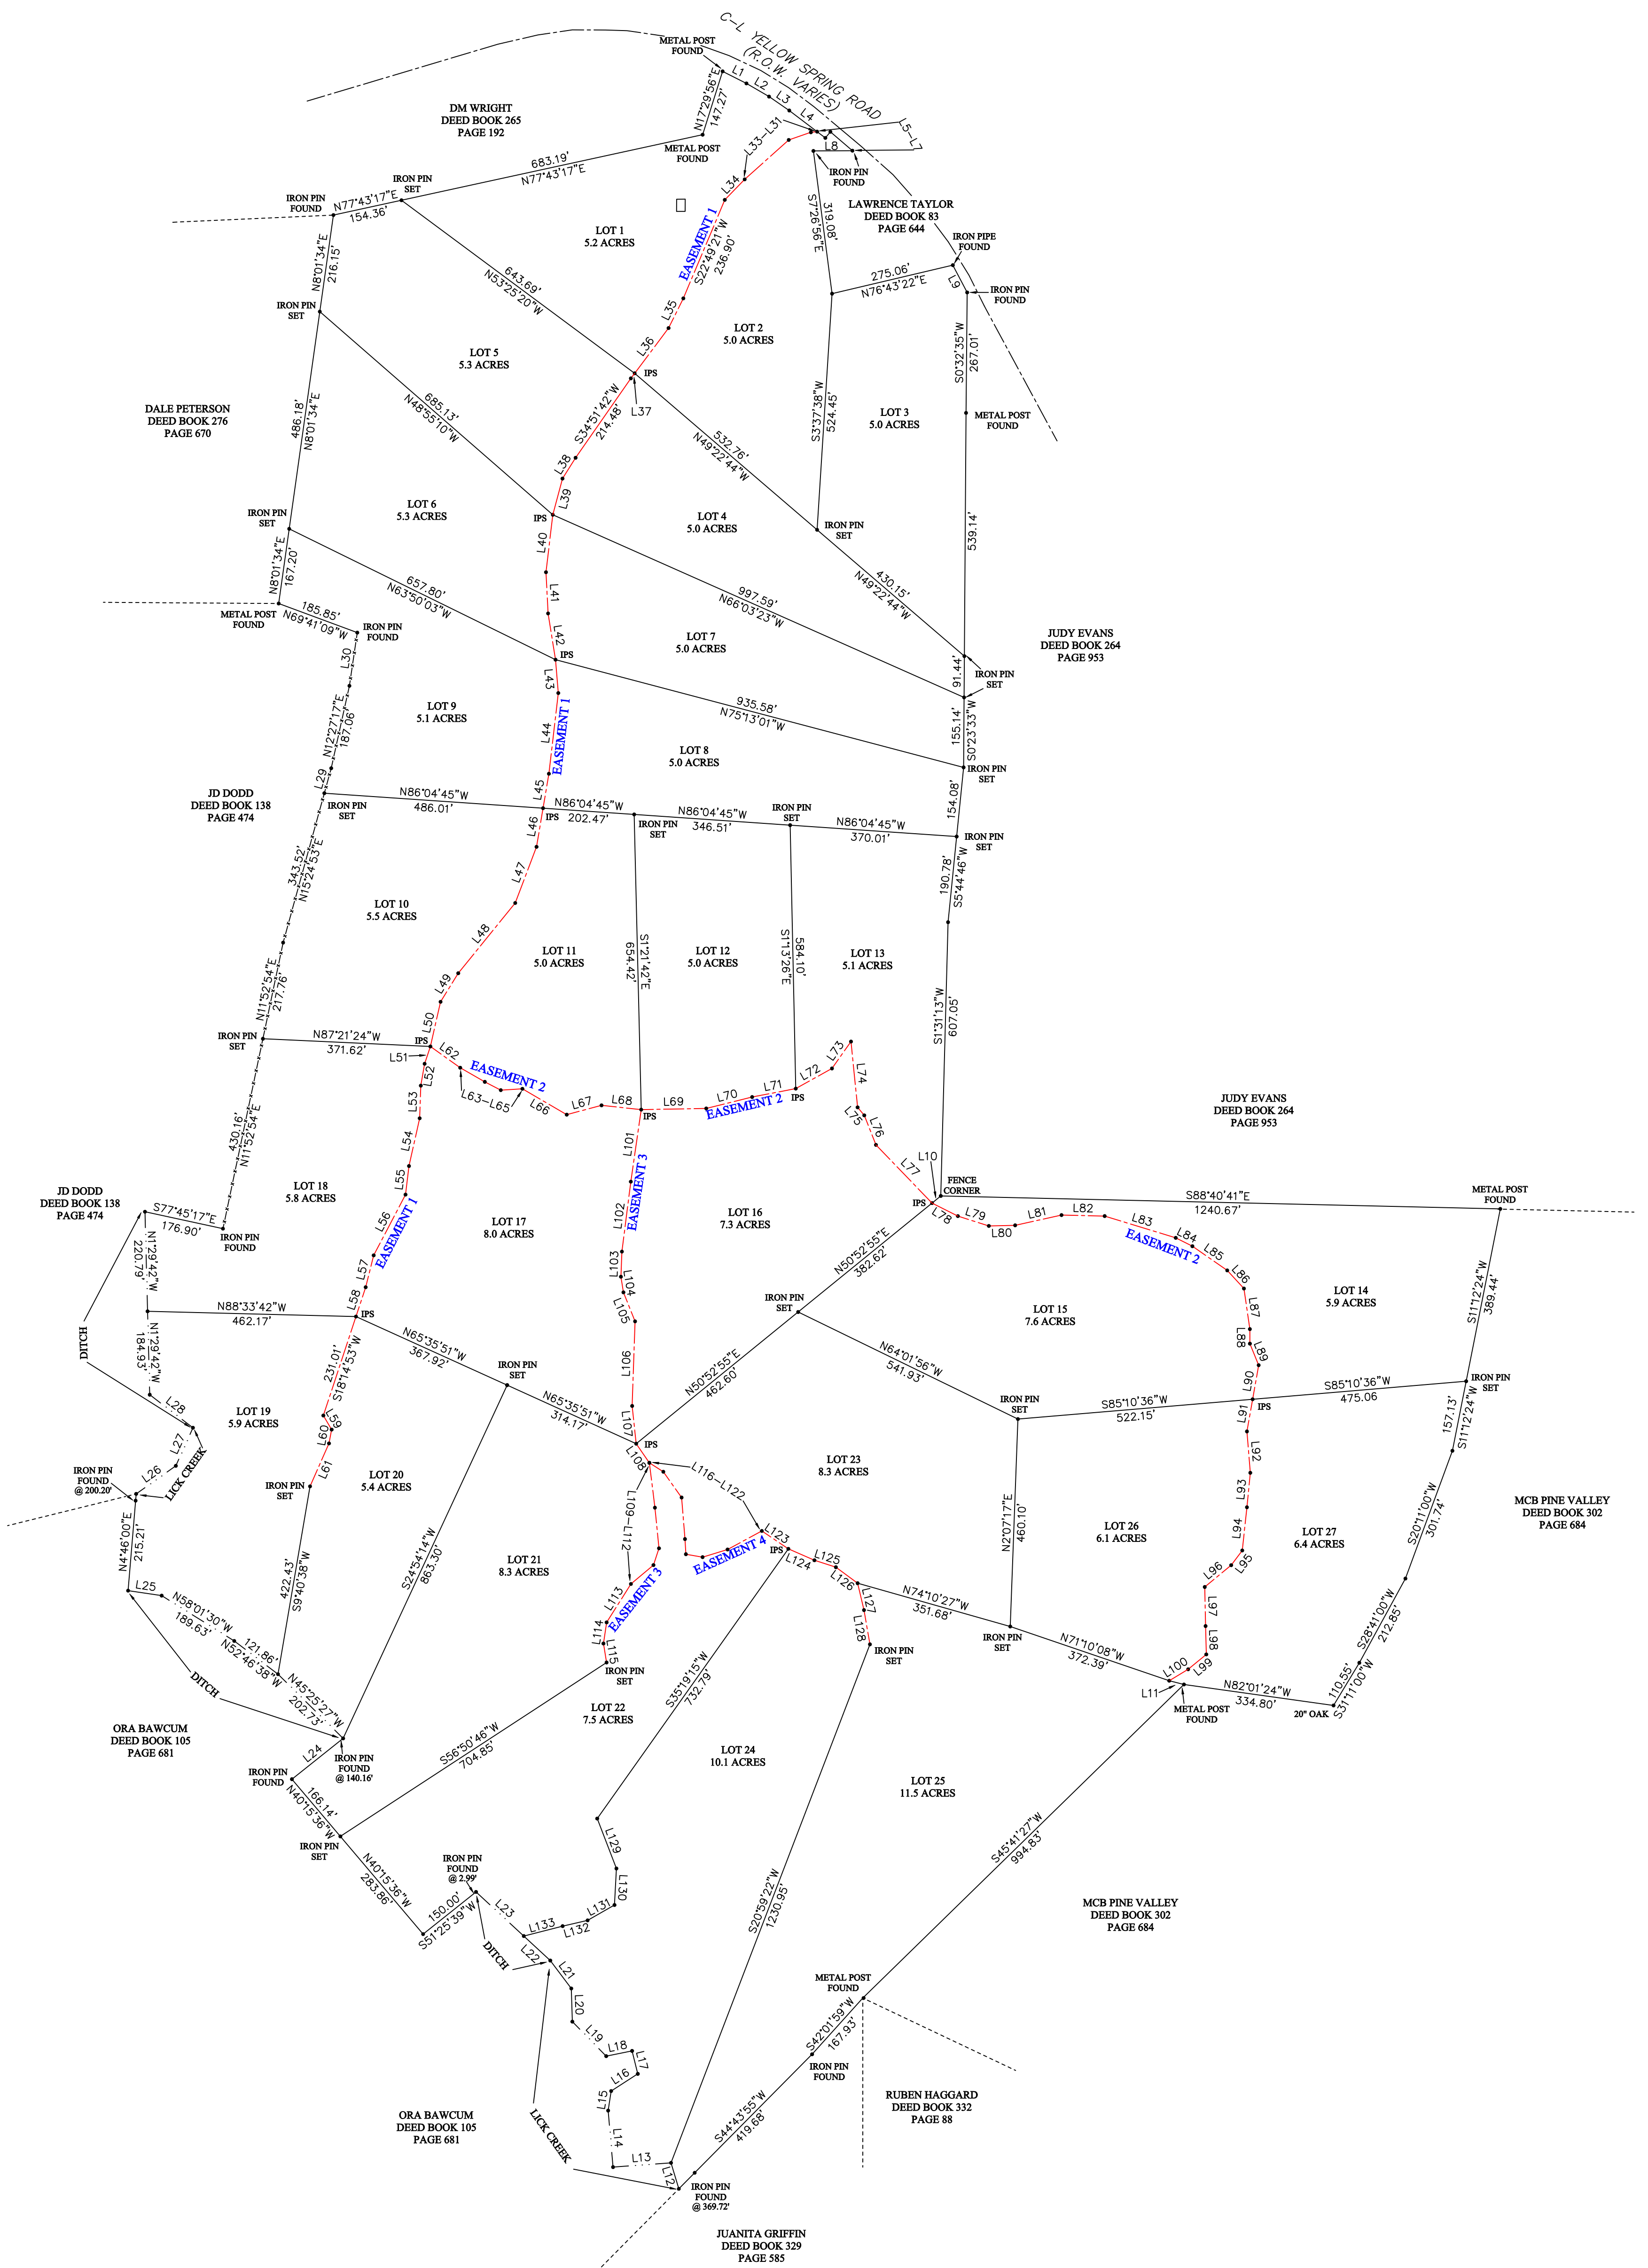 C-L YELLOW SPRING ROAD
(R.O.W. VARIES)
METAL POST
FOUND
L1
L2
L3
L4
L5-L7
L8
N17°29'56"E
147.27'
DM WRIGHT
DEED BOOK 265
PAGE 192
METAL POST
FOUND
L33-L31
IRON PIN
FOUND
683.19'
N77°43'17"E
IRON PIN
SET
IRON PIN
FOUND
N77°43'17"E
154.36'
L34
LAWRENCE TAYLOR
DEED BOOK 83
PAGE 644
S7°26'56"E
319.08'
LOT 1
5.2 ACRES
EASEMENT 1
S22°49'21"W
236.90'
IRON PIPE
FOUND
275.06'
N76°43'22"E
L9
IRON PIN
FOUND
N8°01'34"E
216.15'
643.69'
N53°25'20"W
IRON PIN
SET
L35
L36
LOT 2
5.0 ACRES
LOT 5
5.3 ACRES
S0°32'35"W
267.01'
IPS
L37
S3°37'38"W
524.45'
LOT 3
5.0 ACRES
METAL POST
FOUND
DALE PETERSON
DEED BOOK 276
PAGE 670
486.18'
N8°01'34"E
685.13'
N48°55'10"W
S34°51'42"W
214.48'
532.76'
N49°22'44"W
L38
L39
LOT 6
5.3 ACRES
IRON PIN
SET
IPS
LOT 4
5.0 ACRES
IRON PIN
SET
539.14'
L40
N8°01'34"E
167.20'
657.80'
N63°50'03"W
997.59'
N66°03'23"W
430.15'
N49°22'44"W
L41
185.85'
N69°41'09"W
METAL POST
FOUND
IRON PIN
FOUND
L42
LOT 7
5.0 ACRES
JUDY EVANS
DEED BOOK 264
PAGE 953
IPS
L30
L43
91.44'
IRON PIN
SET
LOT 9
5.1 ACRES
935.58'
N75°13'01"W
155.14'
S0°23'33"W
N12°27'17"E
187.06'
L44
EASEMENT 1
LOT 8
5.0 ACRES
IRON PIN
SET
L29
L45
JD DODD
DEED BOOK 138
PAGE 474
IRON PIN
SET
N86°04'45"W
486.01'
IPS
N86°04'45"W
202.47'
IRON PIN
SET
N86°04'45"W
346.51'
IRON PIN
SET
N86°04'45"W
370.01'
154.08'
IRON PIN
SET
L46
343.52'
N15°24'53"E
L47
190.78'
S5°44'46"W
LOT 10
5.5 ACRES
L48
LOT 11
5.0 ACRES
S1°21'42"E
654.42'
LOT 12
5.0 ACRES
S1°13'26"E
584.10'
LOT 13
5.1 ACRES
N11°52'54"E
217.76'
L49
S1°31'13"W
607.05'
L50
IRON PIN
SET
N87°21'24"W
371.62'
IPS
L51
L62
L52
EASEMENT 2
L63-L65
L53
L66
L67
L68
IPS
L69
L70
EASEMENT 2
L71
IPS
L72
L73
L74
L75
L76
L77
JUDY EVANS
DEED BOOK 264
PAGE 953
430.16'
N11°52'54"E
L54
L101
L55
EASEMENT 3
L10
FENCE
CORNER
IPS
S88°40'41"E
1240.67'
METAL POST
FOUND
JD DODD
DEED BOOK 138
PAGE 474
S77°45'17"E
176.90'
IRON PIN
FOUND
LOT 18
5.8 ACRES
L56
EASEMENT 1
LOT 17
8.0 ACRES
L102
LOT 16
7.3 ACRES
L78
L79
L80
L81
L82
L83
EASEMENT 2
L84
L85
L86
L87
L88
L89
L90
N1°29'42"W
220.79'
L57
L58
L103
L104
L105
N50°52'55"E
382.62'
IRON PIN
SET
LOT 15
7.6 ACRES
LOT 14
5.9 ACRES
S11°12'24"W
389.44'
N88°33'42"W
462.17'
IPS
DITCH
N1°29'42"W
184.93'
231.01'
S18°14'53"W
N65°35'51"W
367.92'
L106
N50°52'55"E
462.60'
N64°01'56"W
541.93'
IRON PIN
SET
L28
LOT 19
5.9 ACRES
L59
L60
N65°35'51"W
314.17'
L107
IRON PIN
SET
S85°10'36"W
522.15'
IPS
S85°10'36"W
475.06
IRON PIN
SET
L27
L26
LICK CREEK
IRON PIN
FOUND
@ 200.20'
L61
IRON PIN
SET
LOT 20
5.4 ACRES
IPS
L108
L116-L122
LOT 23
8.3 ACRES
L91
L92
157.13'
S11°12'24"W
N4°46'00"E
215.21'
L109-L112
L93
MCB PINE VALLEY
DEED BOOK 302
PAGE 684
S20°11'00"W
301.74'
L123
IPS
EASEMENT 4
L124
L125
L126
N2°07'17"E
460.10'
LOT 26
6.1 ACRES
L94
L95
L96
LOT 27
6.4 ACRES
L25
N58°01'30"W
189.63'
422.43'
S9°40'38"W
S24°54'14"W
863.30'
LOT 21
8.3 ACRES
L113
EASEMENT 3
L114
L115
IRON PIN
SET
L127
L128
IRON PIN
SET
N74°10'27"W
351.68'
IRON PIN
SET
L97
L98
L99
L100
S28°41'00"W
212.85'
121.86'
N52°46'38"W
DITCH
N45°25'27"W
202.73'
N71°10'08"W
372.39'
L11
METAL POST
FOUND
N82°01'24"W
334.80'
110.55'
S31°11'00"W
20" OAK
ORA BAWCUM
DEED BOOK 105
PAGE 681
L24
IRON PIN
FOUND
IRON PIN
FOUND
@ 140.16'
S56°50'46"W
704.85'
LOT 22
7.5 ACRES
S35°19'15"W
732.79'
LOT 24
10.1 ACRES
LOT 25
11.5 ACRES
166.14'
N40°15'36"W
IRON PIN
SET
N40°15'36"W
283.86'
IRON PIN
FOUND
@ 2.99'
150.00'
S51°25'39"W
L129
L130
L131
L132
L133
L23
S45°41'27"W
994.83'
S20°59'22"W
1230.95'
MCB PINE VALLEY
DEED BOOK 302
PAGE 684
DITCH
L22
L21
L20
L19
L18
L17
L16
L15
L14
METAL POST
FOUND
S42°01'59"W
167.93'
IRON PIN
FOUND
S44°43'55"W
419.68'
RUBEN HAGGARD
DEED BOOK 332
PAGE 88
ORA BAWCUM
DEED BOOK 105
PAGE 681
LICK CREEK
L13
L12
IRON PIN
FOUND
@ 369.72'
JUANITA GRIFFIN
DEED BOOK 329
PAGE 585